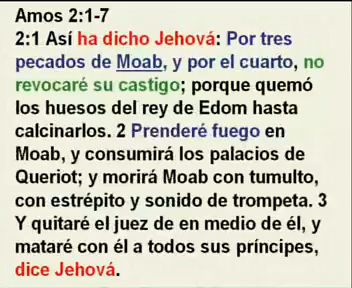 Amos 2:1-7
2:1 Así ha dicho Jehová: Por tres
pecados de Moab, y por el cuarto, no
revocaré su castigo; porque quemó
los huesos del rey de Edom hasta
calcinarlos. 2 Prenderé fuego en
Moab, y consumirá los palacios de
Queriot; y morirá Moab con tumulto,
con estrépito y sonido de trompeta. 3
Y quitaré el juez de en medio de él, y
mataré con él a todos sus príncipes,
dice Jehová.